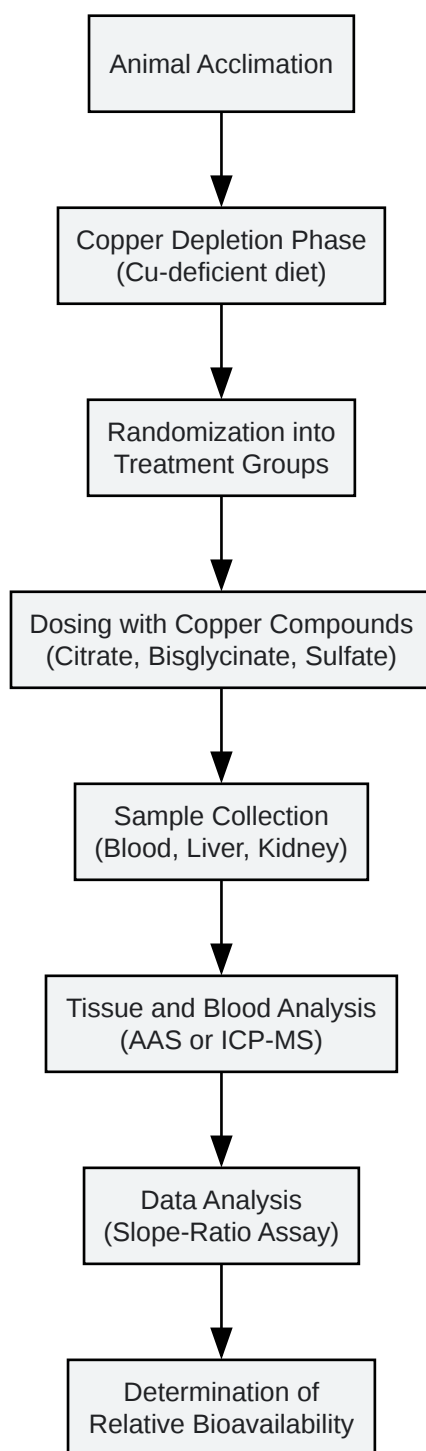 Animal Acclimation
Copper Depletion Phase
(Cu-deficient diet)
Randomization into
Treatment Groups
Dosing with Copper Compounds
(Citrate, Bisglycinate, Sulfate)
Sample Collection
(Blood, Liver, Kidney)
Tissue and Blood Analysis
(AAS or ICP-MS)
Data Analysis
(Slope-Ratio Assay)
Determination of
Relative Bioavailability